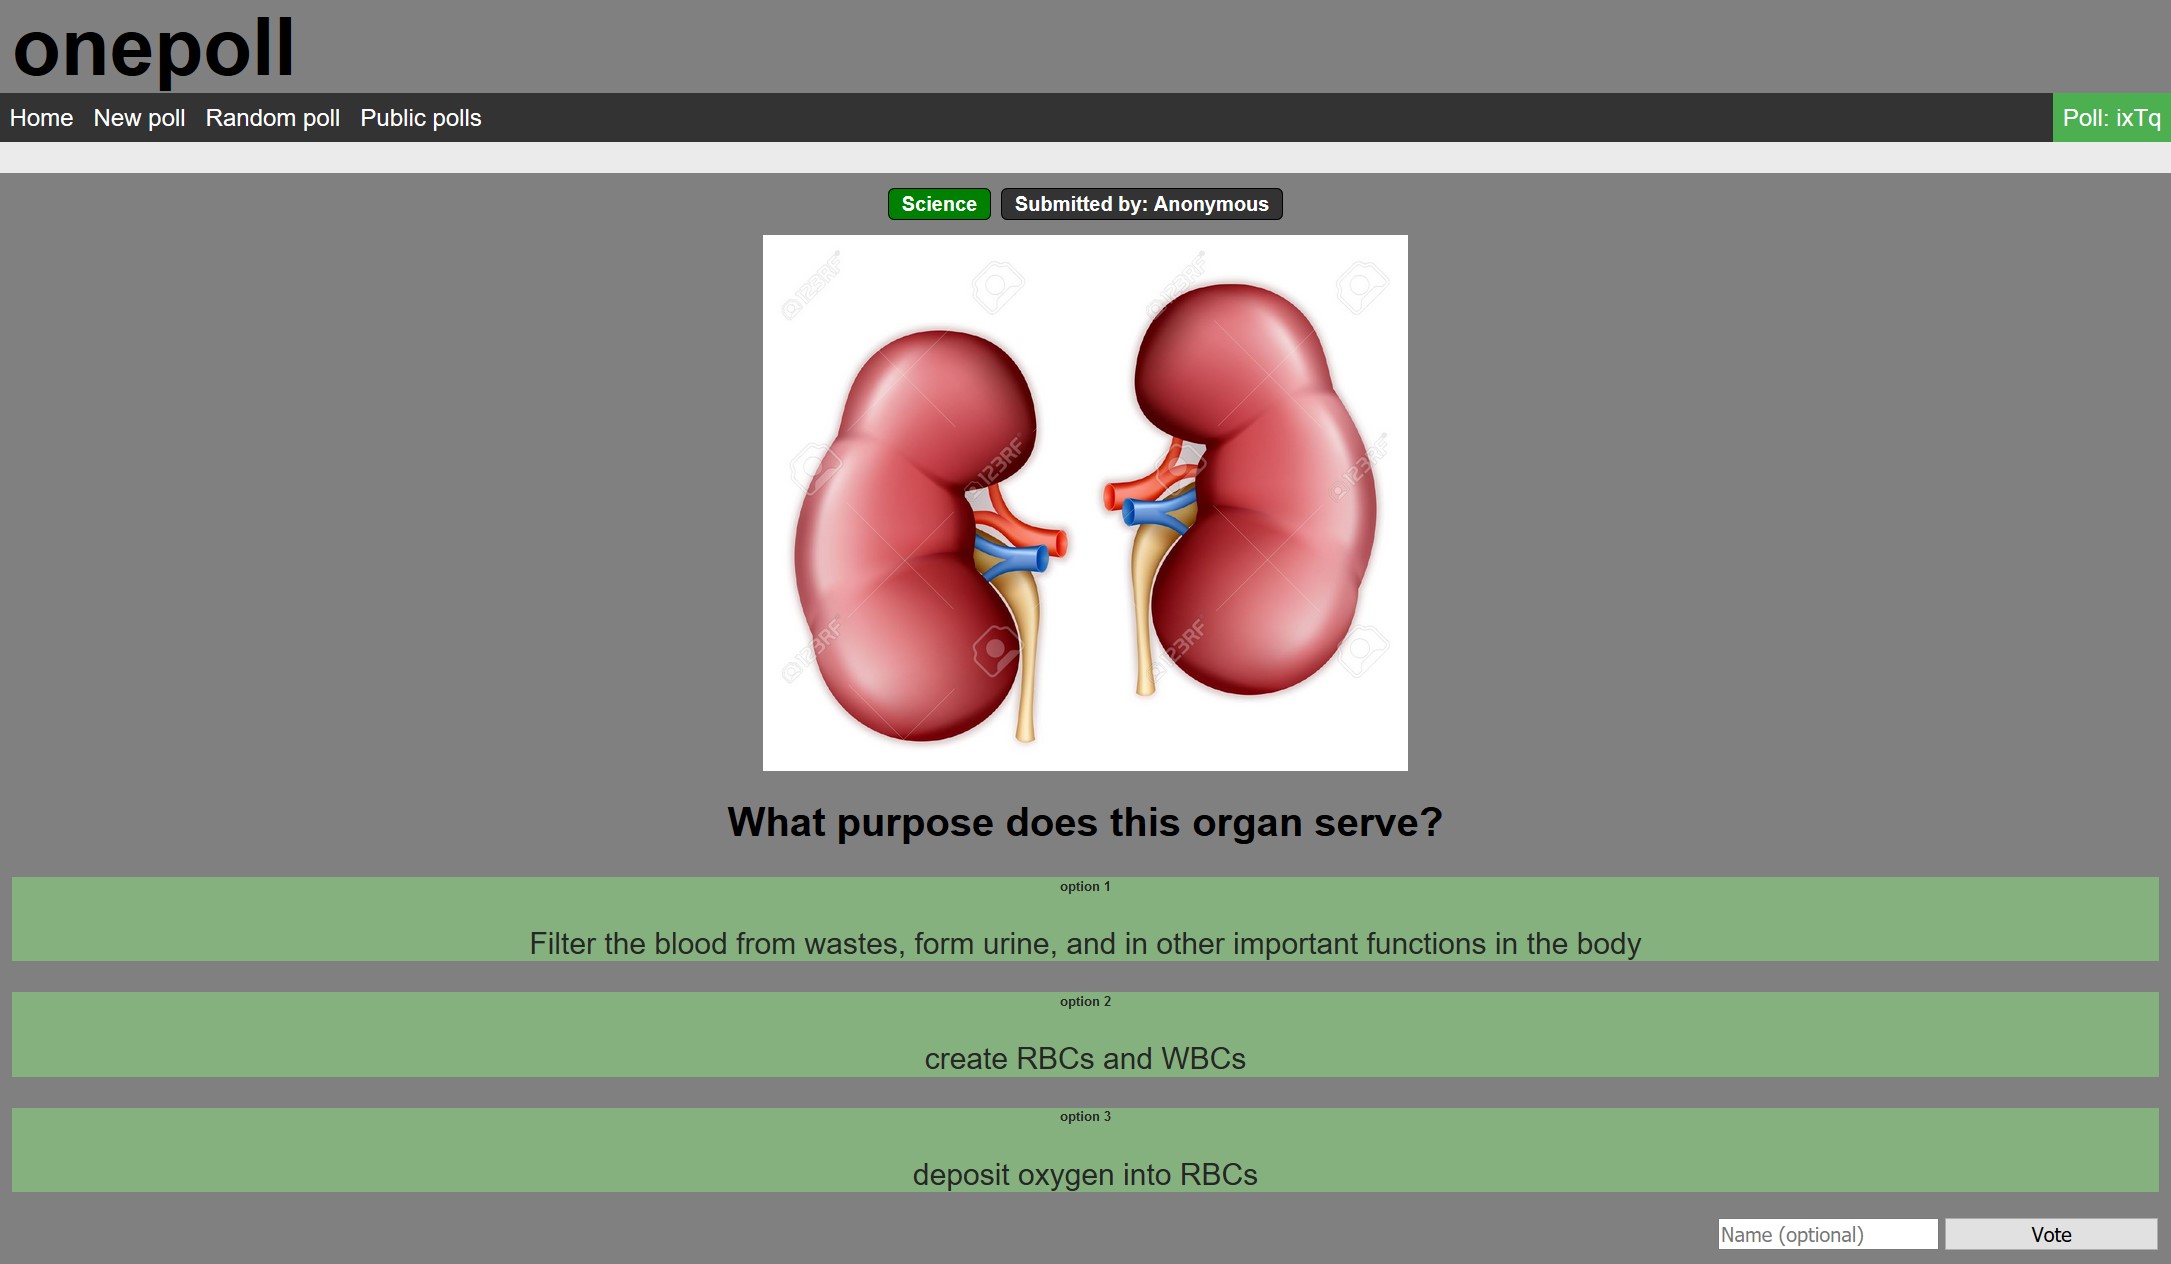 onepoll
Home New poll Random poll Public polls Poll: ixTq
Science Submitted by: Anonymous
123RF
123RF
123RF
123RF
123RF
123RF
What purpose does this organ serve?
option 1
Filter the blood from wastes, form urine, and in other important functions in the body
option 2
create RBCs and WBCs
option 3
deposit oxygen into RBCs
Name (optional) Vote